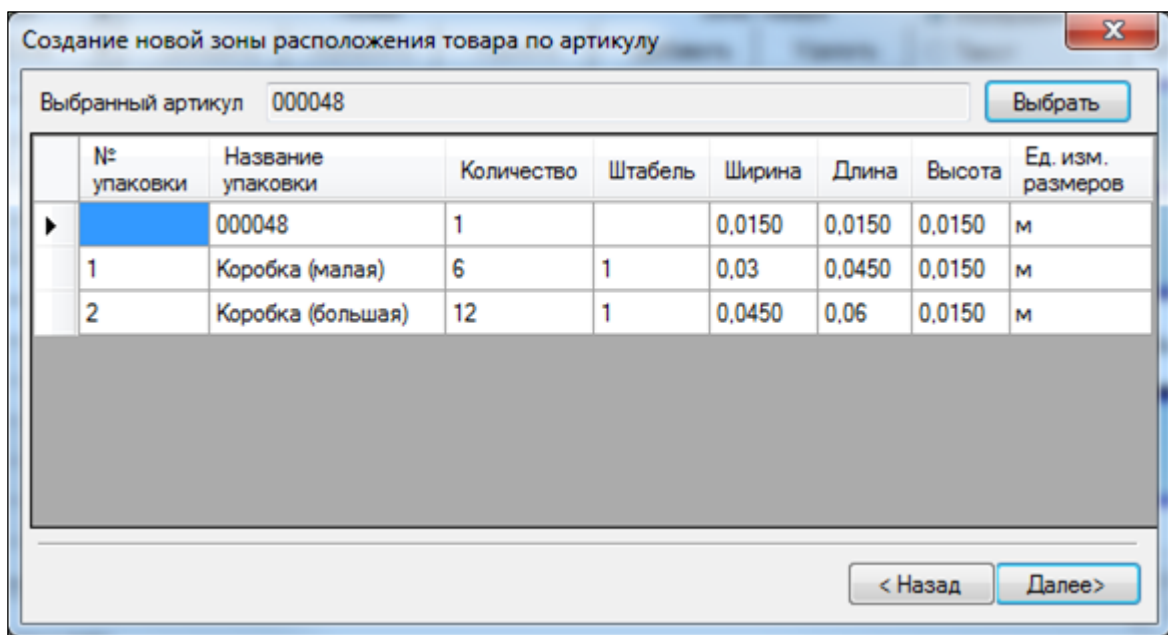 Создание новой зоны расположения товара по артикулу
Выбранный артикул 000048 Выбрать
№ упаковки Название упаковки Количество Штабель Ширина Длина Высота Ед. изм. размеров
000048 1 0,0150 0,0150 0,0150 м
1 Коробка (малая) 6 1 0,03 0,0450 0,0150 м
2 Коробка (большая) 12 1 0,0450 0,06 0,0150 м
< Назад Далее>